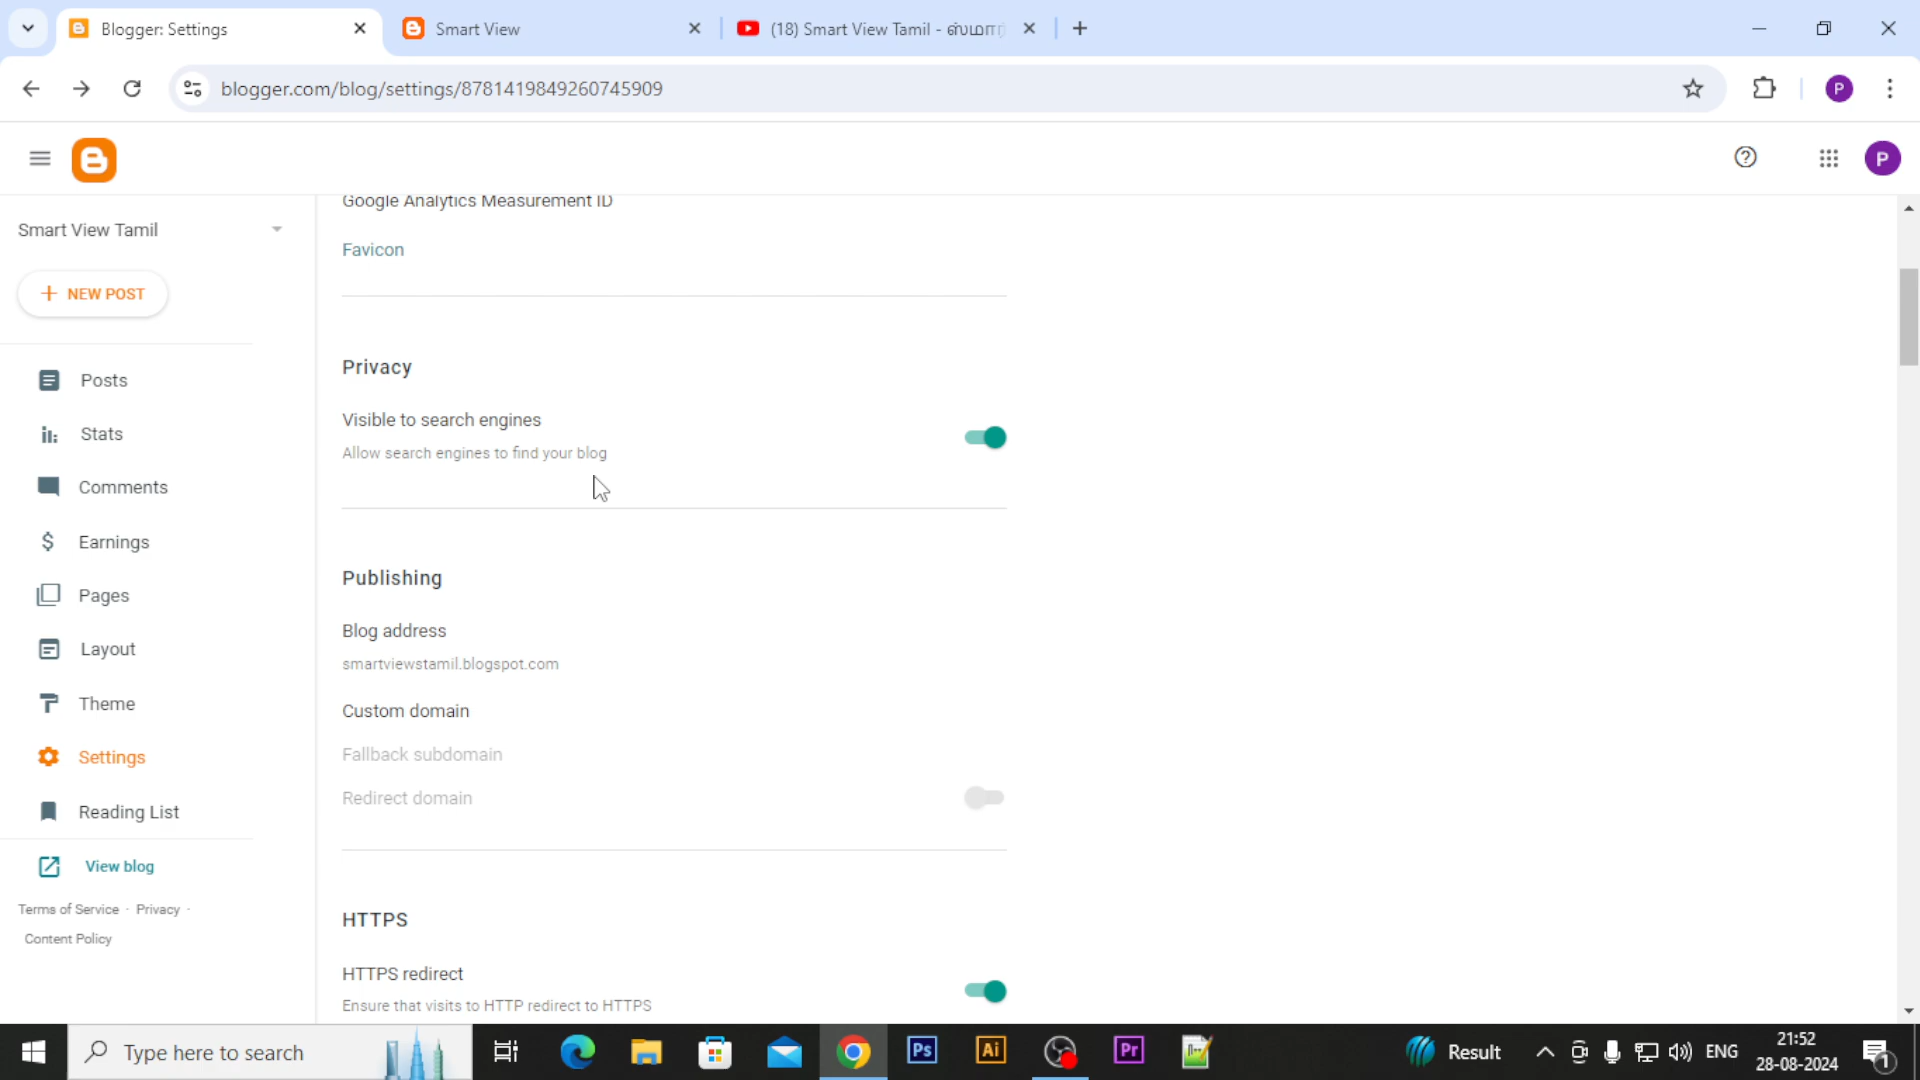 Blogger: Settings
Smart View
(18) Smart View Tamil - ஸ்மார்
blogger.com/blog/settings/8781419849260745909
P
P
Smart View Tamil
NEW POST
Posts
Stats
Comments
Earnings
Pages
Layout
Theme
Settings
Reading List
View blog
Terms of Service · Privacy ·
Content Policy
Google Analytics Measurement ID
Favicon
Privacy
Visible to search engines
Allow search engines to find your blog
Publishing
Blog address
smartviewstamil.blogspot.com
Custom domain
Fallback subdomain
Redirect domain
HTTPS
HTTPS redirect
Ensure that visits to HTTP redirect to HTTPS
Type here to search
Ps
Ai
Pr
Result
ENG
21:52
28-08-2024
1